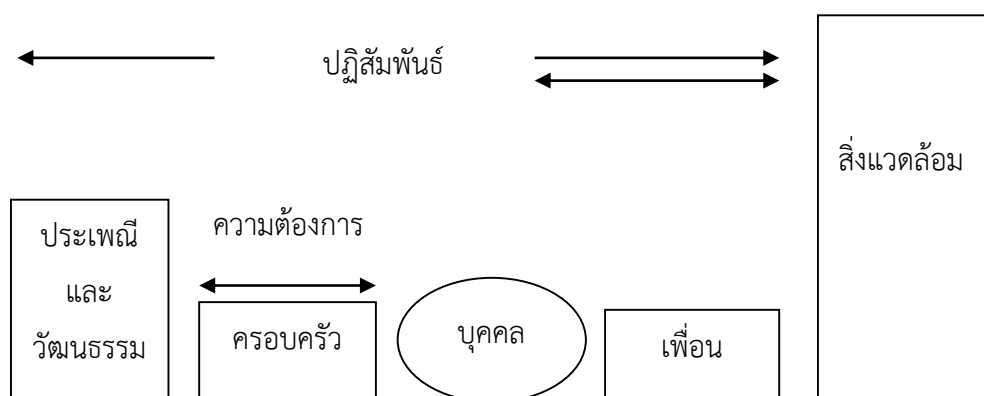 ปฏิสัมพันธ์
สิ่งแวดล้อม
ประเพณี
และ
วัฒนธรรม
ความต้องการ
ครอบครัว
บุคคล
เพื่อน